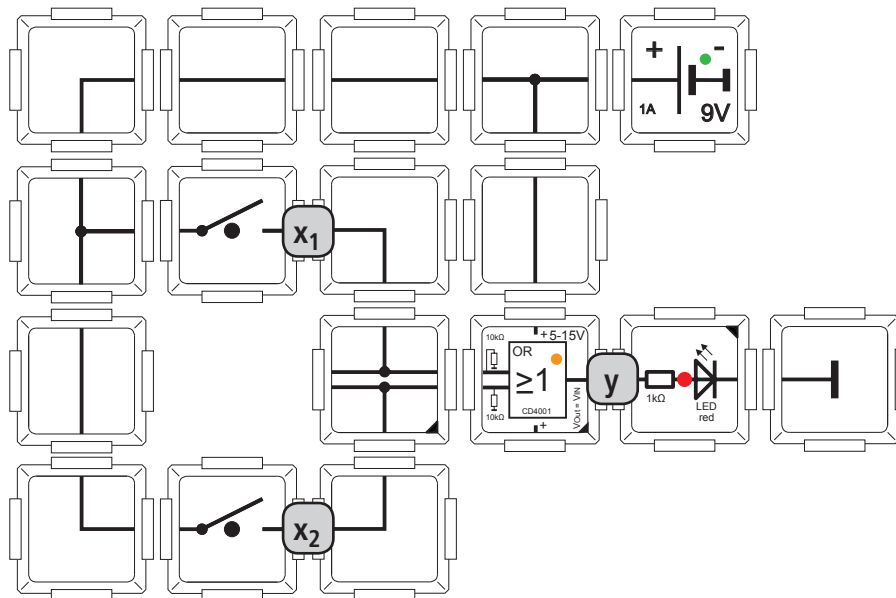 + -
1A 9V
x1
10kΩ
+5-15V
OR
≥1
CD4001
+
10kΩ
VOut = VIN
y
1kΩ
LED
red
x2